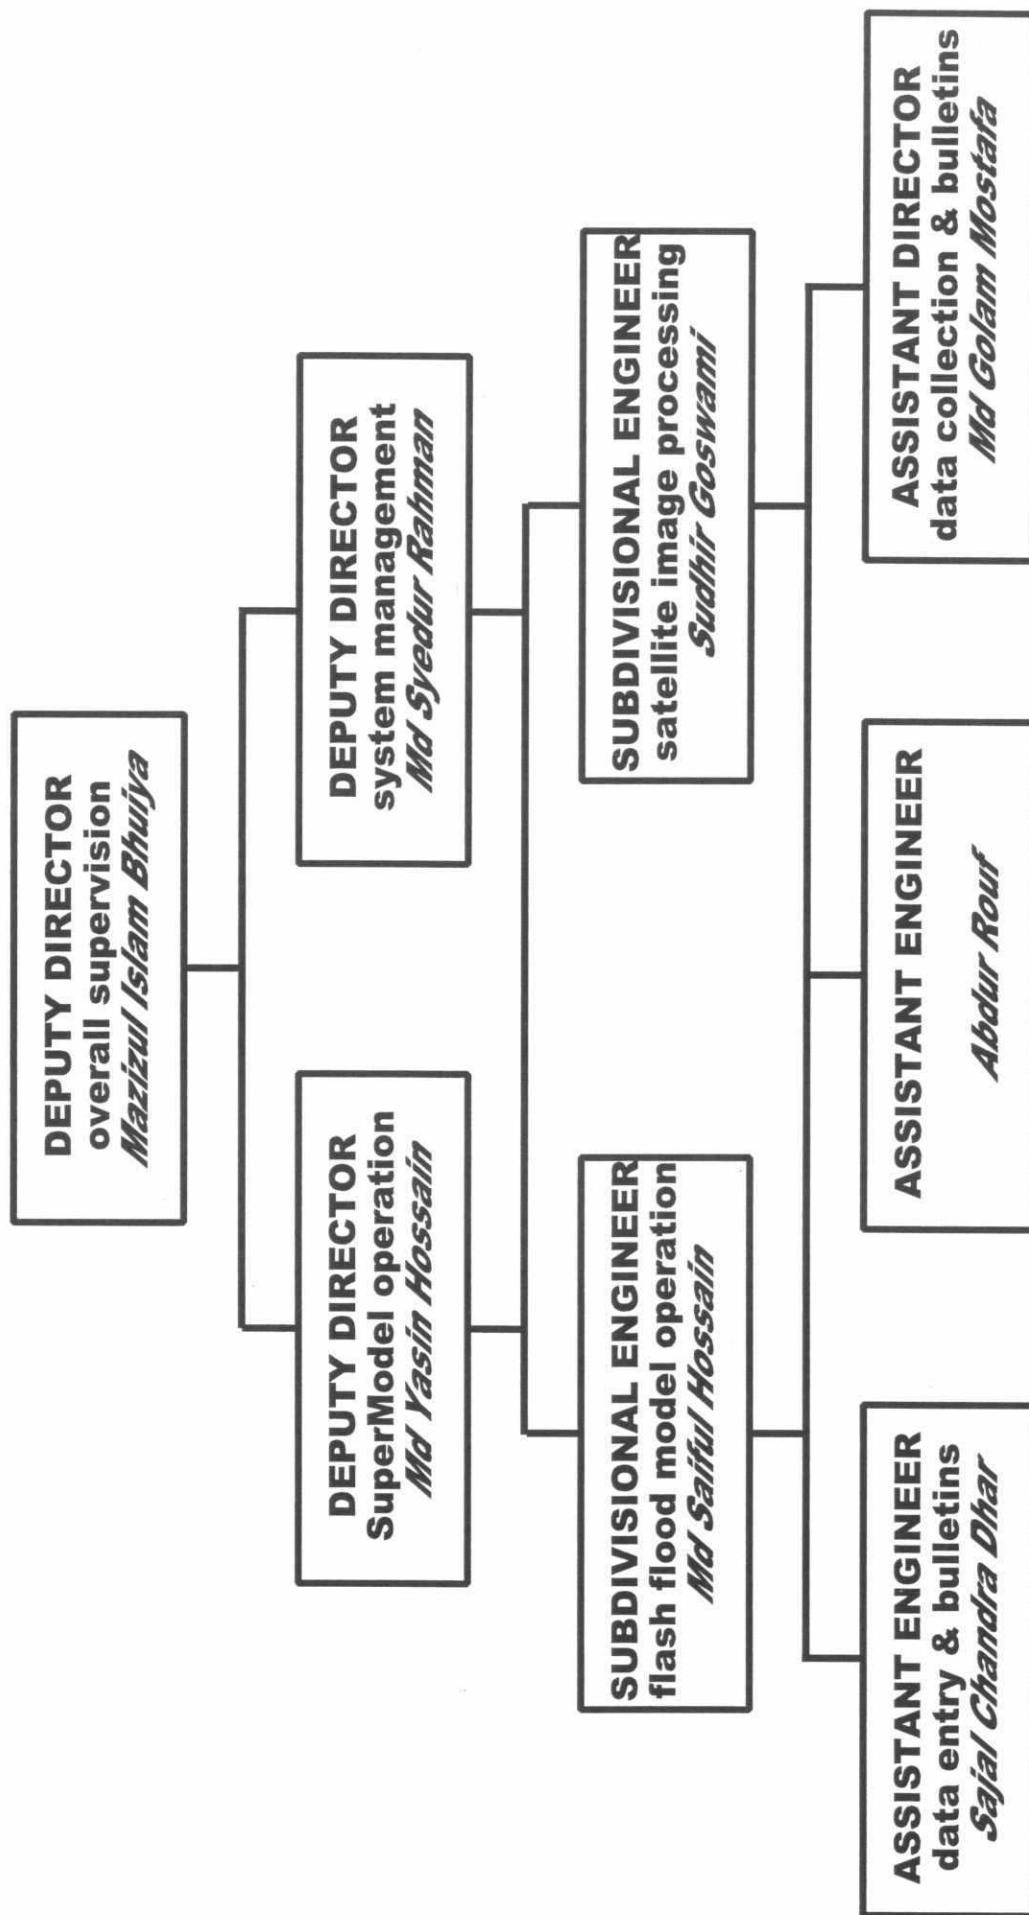 DEPUTY DIRECTOR
overall supervision
Mazizul Islam Bhuiya
DEPUTY DIRECTOR
SuperModel operation
Md Yasin Hossain
DEPUTY DIRECTOR
system management
Md Syedur Rahman
SUBDIVISIONAL ENGINEER
flash flood model operation
Md Saiful Hossain
SUBDIVISIONAL ENGINEER
satellite image processing
Sudhir Goswami
ASSISTANT ENGINEER
data entry & bulletins
Sajal Chandra Dhar
ASSISTANT ENGINEER
Abdur Rouf
ASSISTANT DIRECTOR
data collection & bulletins
Md Golam Mostafa